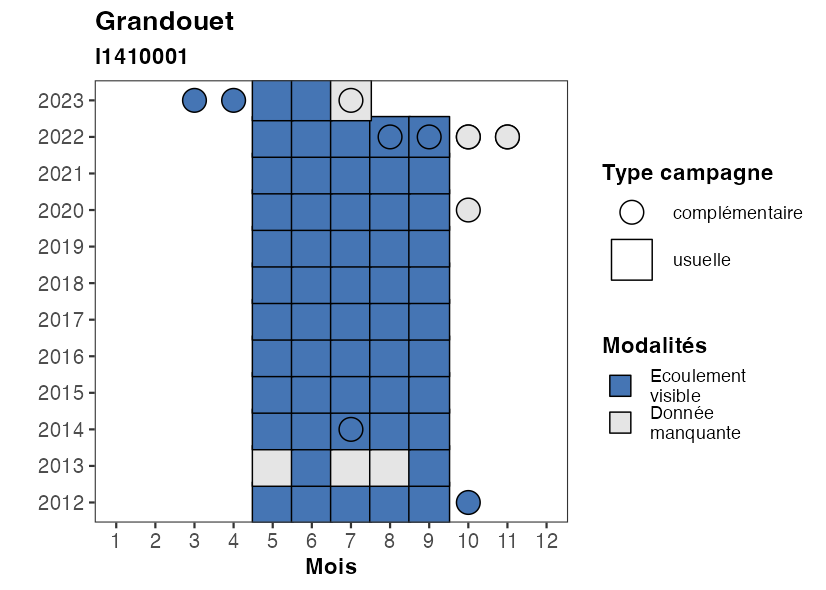 Grandouet
I1410001
2023
2022
2021
2020
2019
2018
2017
2016
2015
2014
2013
2012
1 2 3 4 5 6 7 8 9 10 11 12
Mois
Type campagne
complémentaire
usuelle
Modalités
Ecoulement
visible
Donnée
manquante